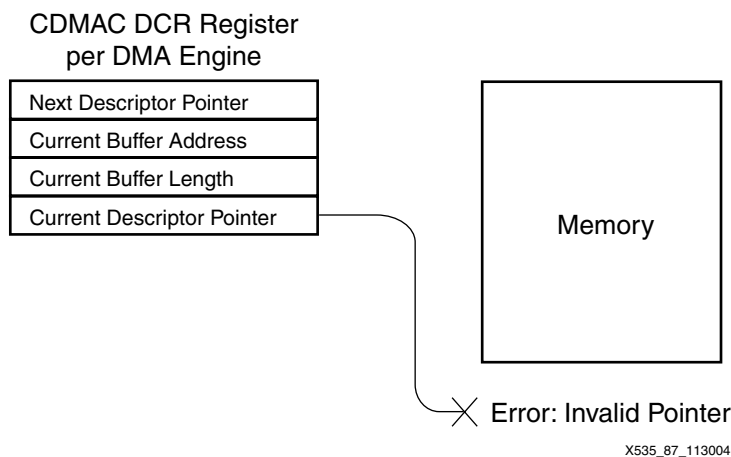 CDMAC DCR Register
per DMA Engine
Next Descriptor Pointer
Current Buffer Address
Current Buffer Length
Current Descriptor Pointer
Memory
Error: Invalid Pointer
X535_87_113004